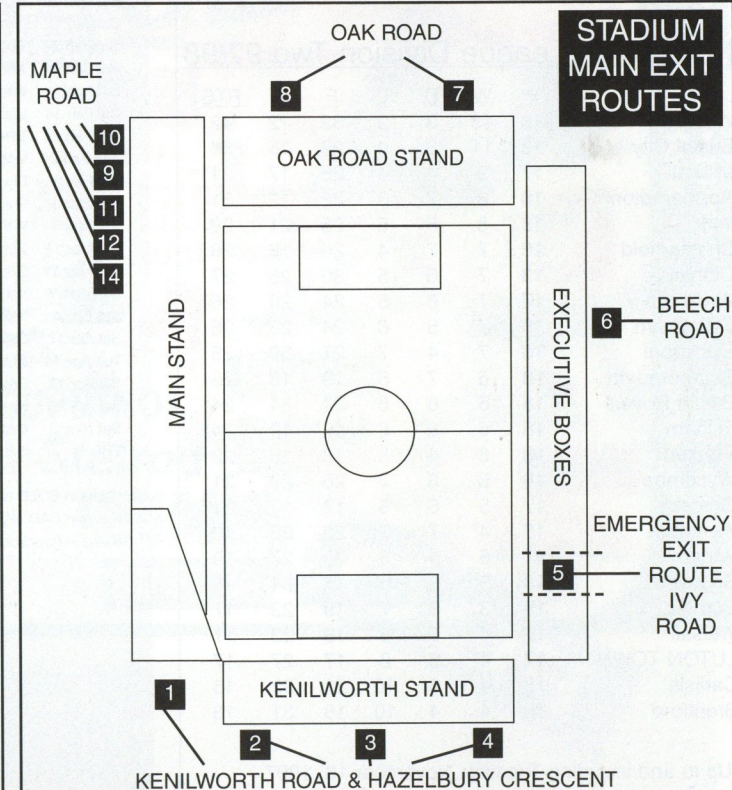 STADIUM
MAIN EXIT
ROUTES
OAK ROAD
MAPLE
ROAD
8
7
10
9
11
12
14
OAK ROAD STAND
MAIN STAND
EXECUTIVE BOXES
6
BEECH
ROAD
EMERGENCY
EXIT
ROUTE
IVY
ROAD
5
KENILWORTH STAND
1
2
3
4
KENILWORTH ROAD & HAZELBURY CRESCENT